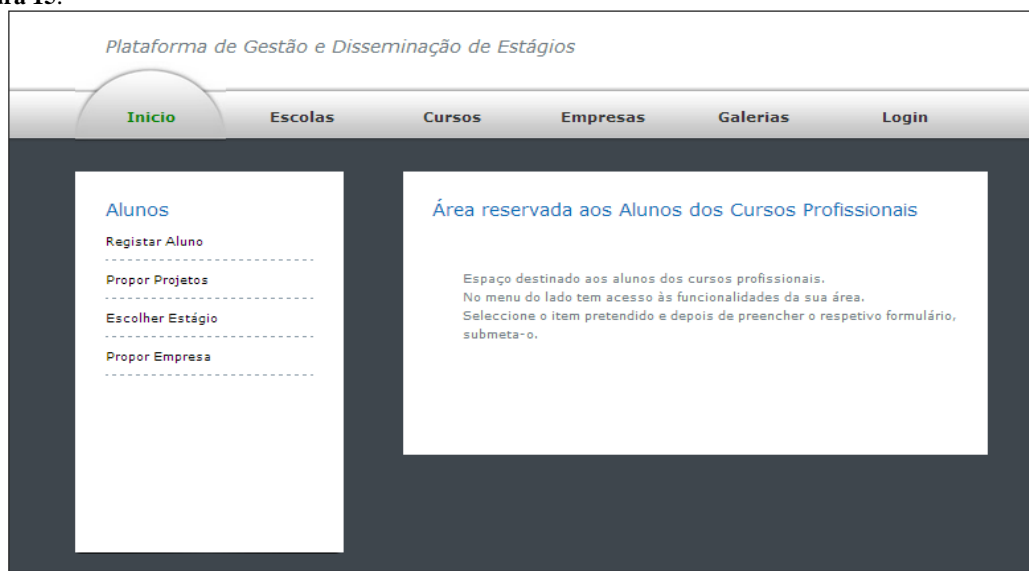 15.
Plataforma de Gestão e Disseminação de Estágios
Inicio Escolas Cursos Empresas Galerias Login
Alunos
Registar Aluno
Propor Projetos
Escolher Estágio
Propor Empresa
Área reservada aos Alunos dos Cursos Profissionais
Espaço destinado aos alunos dos cursos profissionais.
No menu do lado tem acesso às funcionalidades da sua área.
Seleccione o item pretendido e depois de preencher o respetivo formulário,
submeta-o.